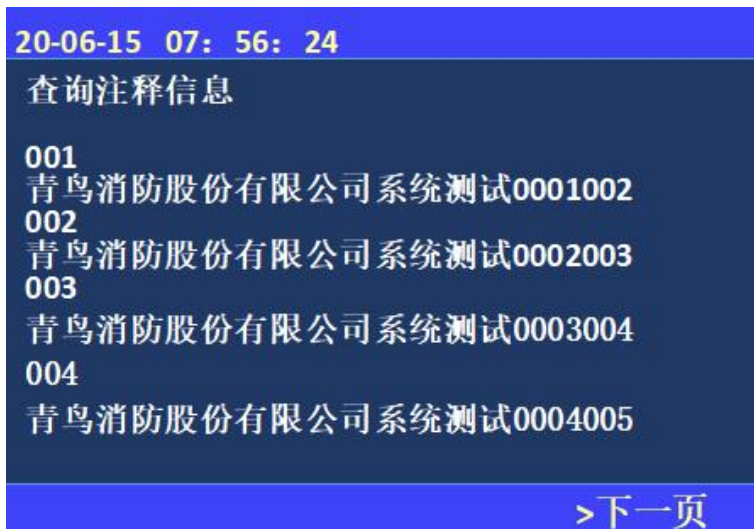 20-06-15 07：56：24
查询注释信息
001
青鸟消防股份有限公司系统测试0001002
002
青鸟消防股份有限公司系统测试0002003
003
青鸟消防股份有限公司系统测试0003004
004
青鸟消防股份有限公司系统测试0004005
>下一页